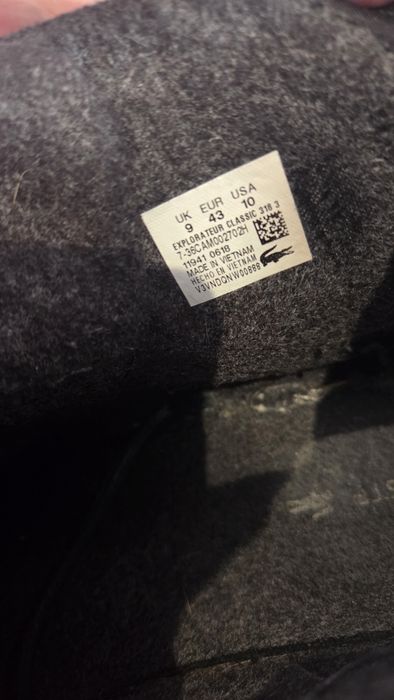 UK EUR USA
9 43 10
EXPLORATEUR CLASSIC 318 3
7-36CAM002702H
11941 0618
MADE IN VIETNAM
HECHO EN VIETNAM
V3VNDQNW00888